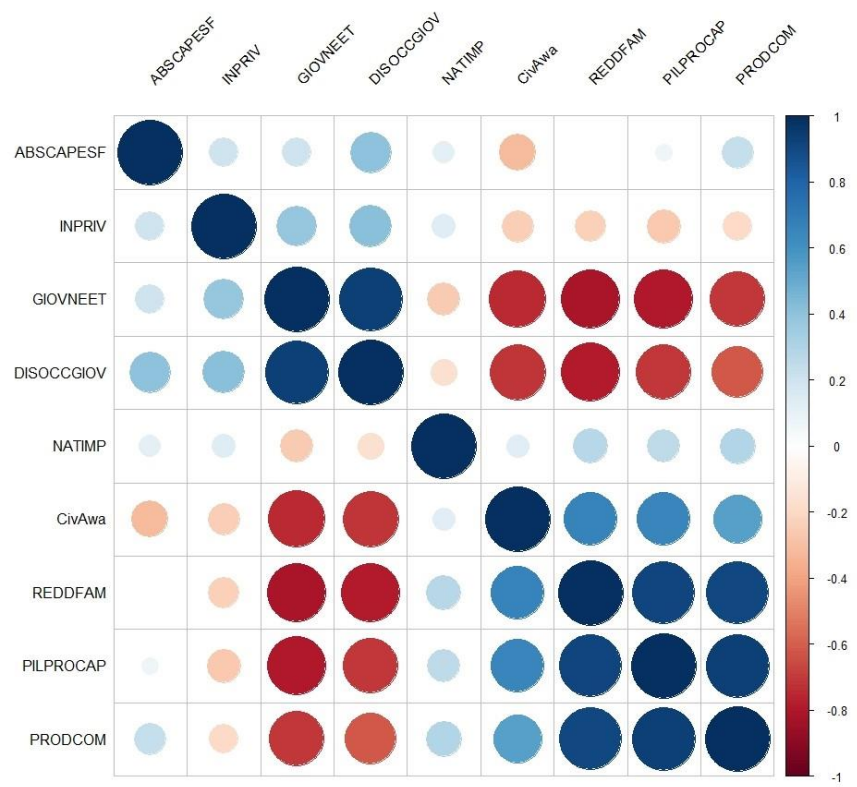 ABSCAPESF INPRIV GIOVNEET DISOCCGIOV NATIMP CivAwa REDDFAM PILPROCAP PRODCOM
ABSCAPESF
INPRIV
GIOVNEET
DISOCCGIOV
NATIMP
CivAwa
REDDFAM
PILPROCAP
PRODCOM
1
0.8
0.6
0.4
0.2
0
-0.2
-0.4
-0.6
-0.8
-1